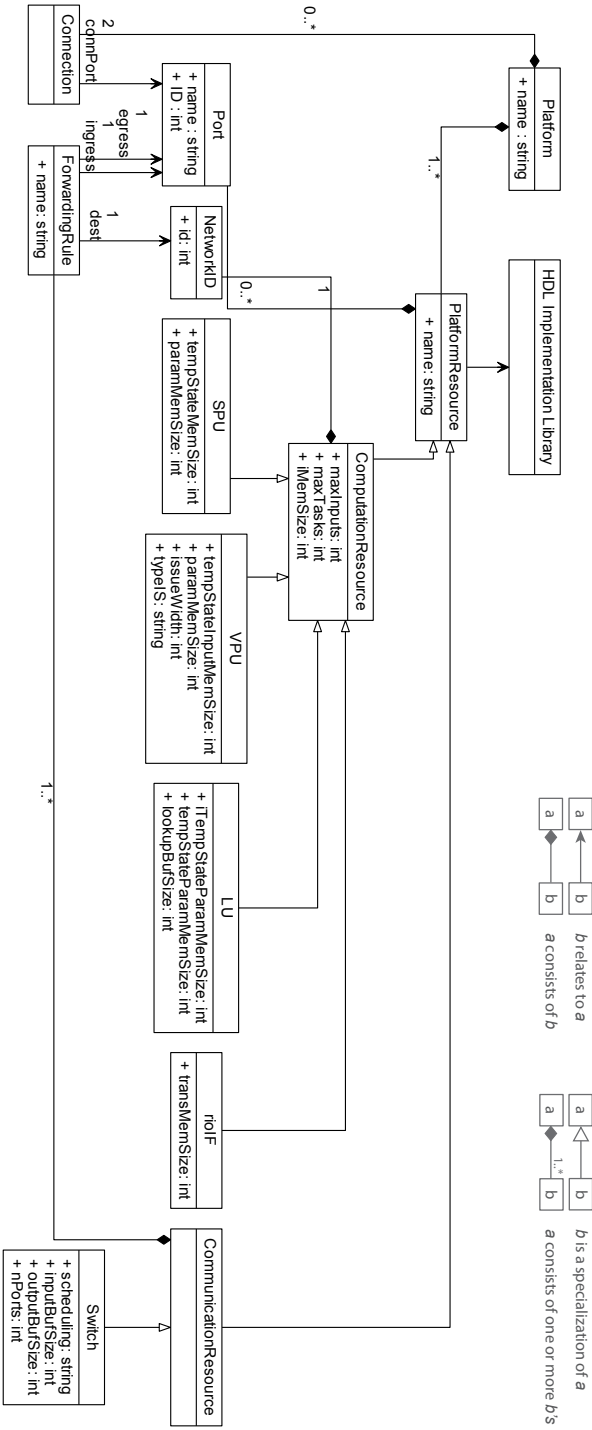 Platform
+ name : string
HDL Implementation Library
0..*
1..*
PlatformResource
+ name: string
ComputationResource
+ maxInputs: int
+ maxTasks: int
+ iMemSize: int
1
0..*
Port
+ name : string
+ ID : int
NetworkID
+ id: int
SPU
+ tempStateMemSize: int
+ paramMemSize: int
VPU
+ tempStateInputMemSize: int
+ paramMemSize: int
+ issueWidth: int
+ typeIS: string
LU
+ iTempStateParamMemSize: int
+ tempStateParamMemSize: int
+ lookupBufSize: int
rioIF
+ transMemSize: int
CommunicationResource
2
connPort
1
egress
1
ingress
1
dest
Connection
ForwardingRule
+ name: string
1..*
Switch
+ scheduling: string
+ inputBufSize: int
+ outputBufSize: int
+ nPorts: int
a b b relates to a
a b a consists of b
a b b is a specialization of a
a 1..* b a consists of one or more b's